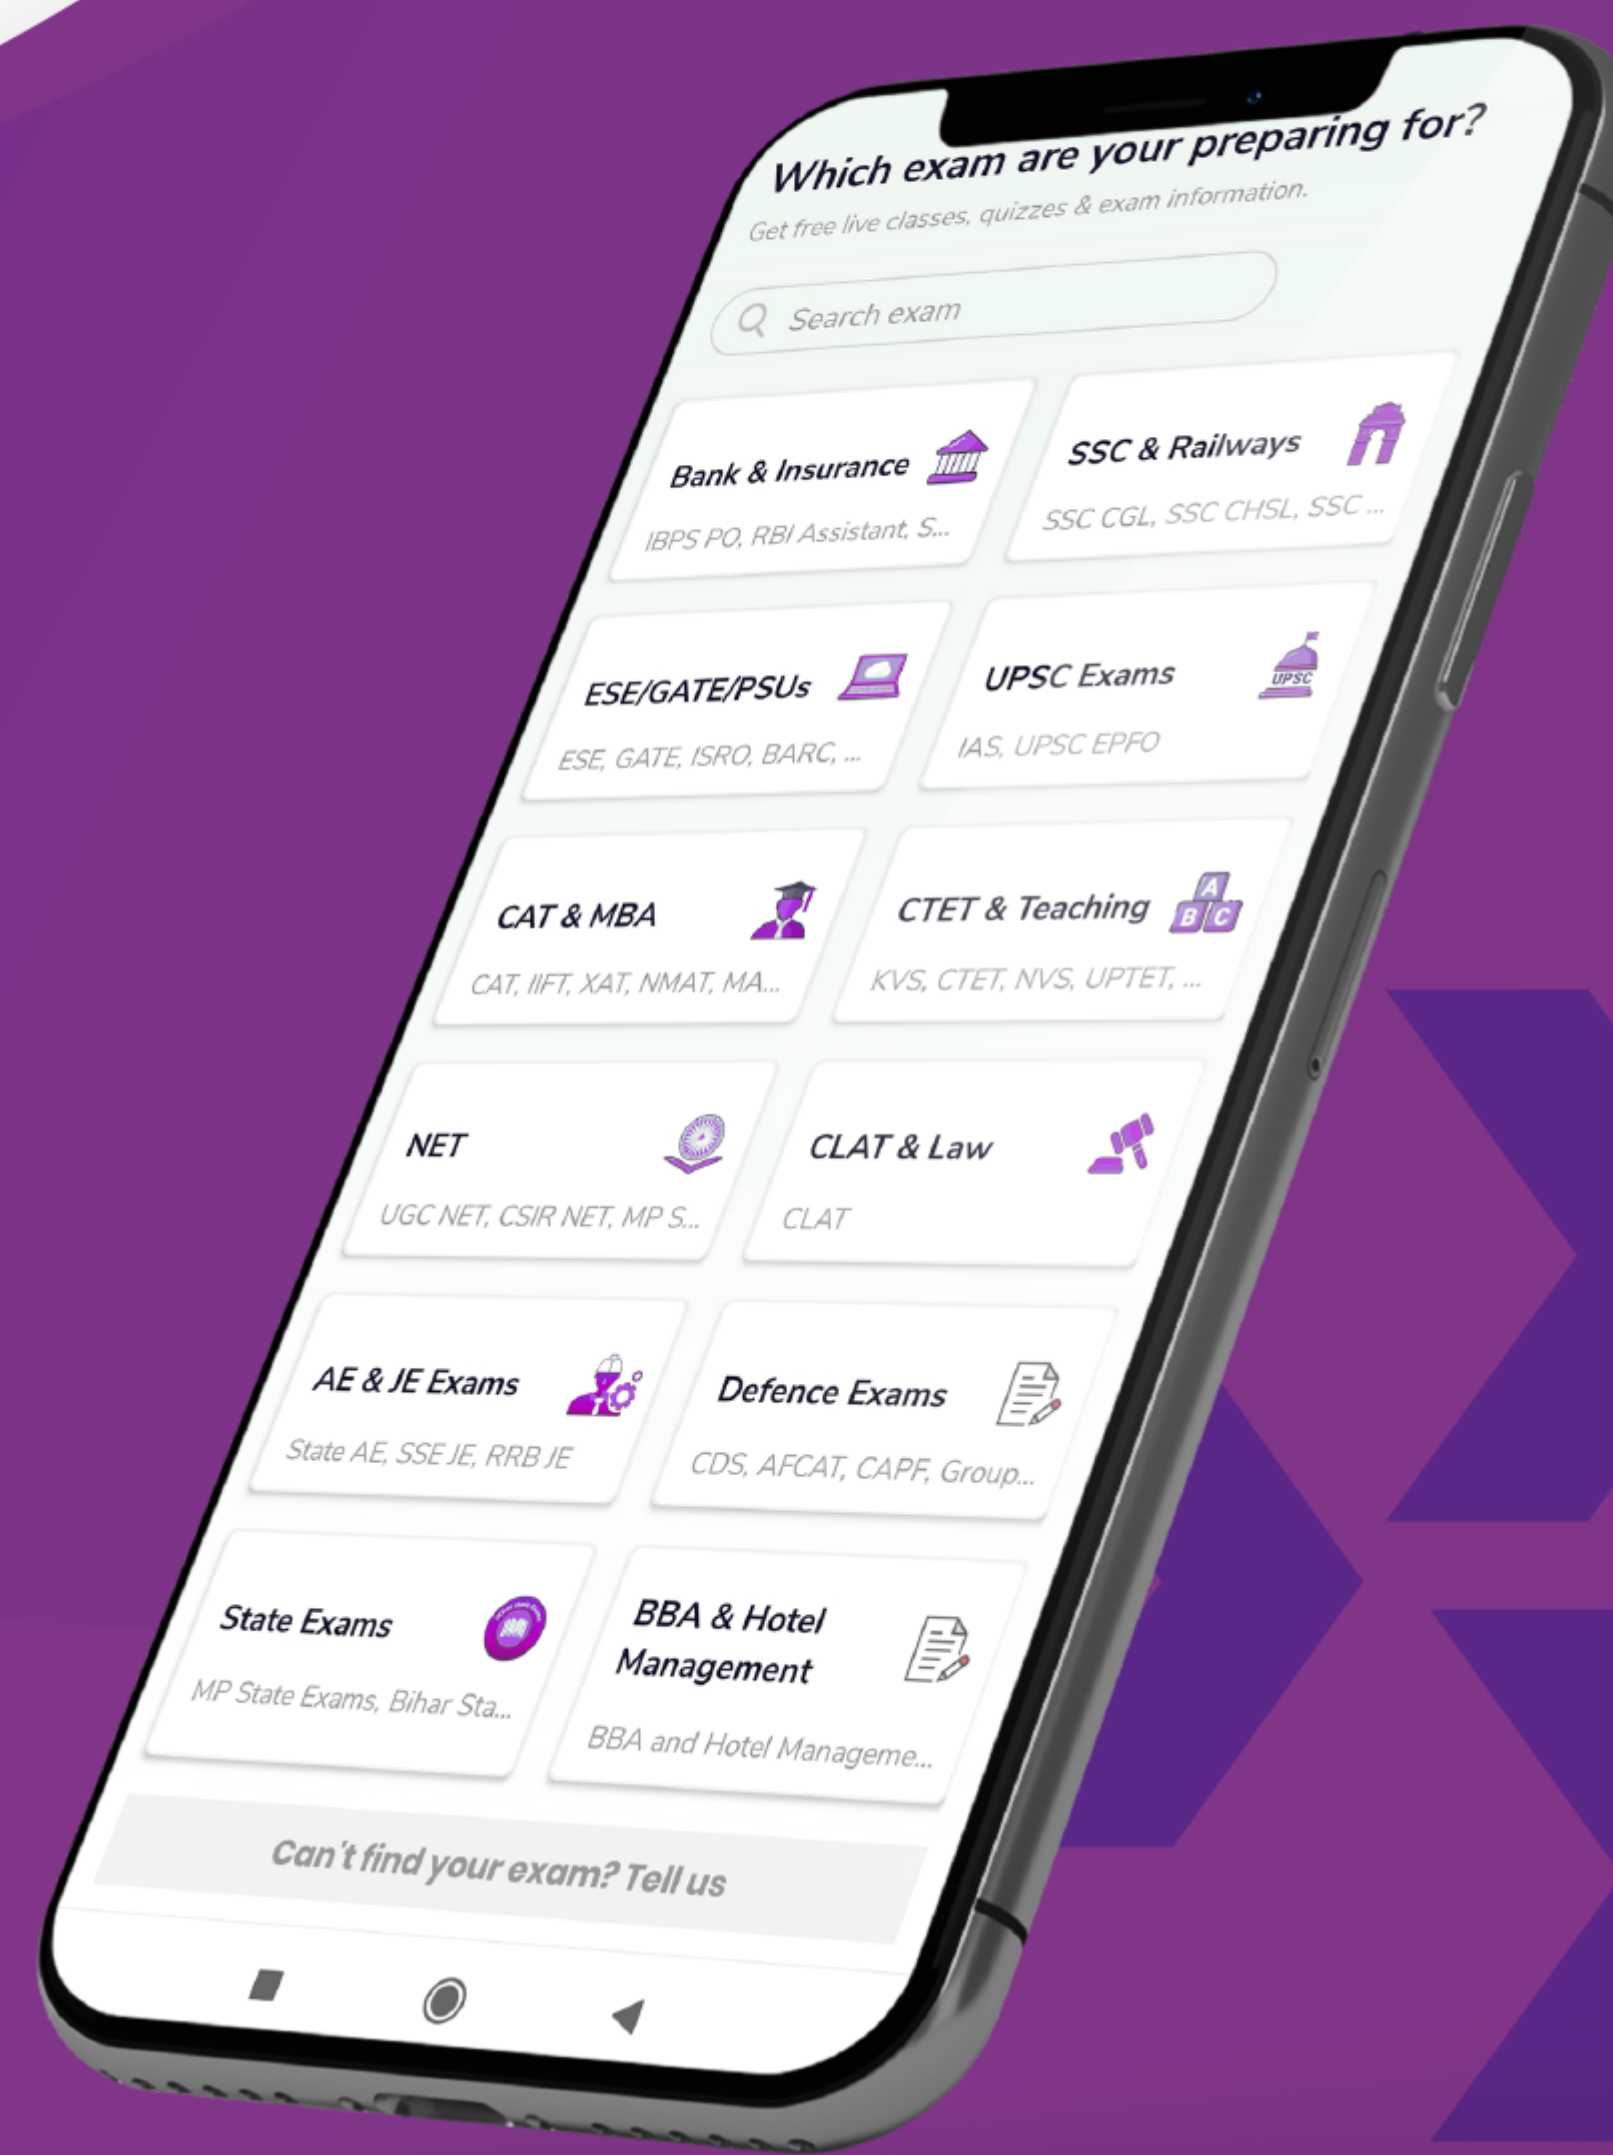 Which exam are your preparing for?
Get free live classes, quizzes & exam information.
Search exam
Bank & Insurance
IBPS PO, RBI Assistant, S...
SSC & Railways
SSC CGL, SSC CHSL, SSC ...
ESE/GATE/PSUs
ESE, GATE, ISRO, BARC, ...
UPSC Exams
UPSC
IAS, UPSC EPFO
CAT & MBA
CAT, IIFT, XAT, NMAT, MA...
CTET & Teaching
A
B C
KVS, CTET, NVS, UPTET, ...
NET
UGC NET, CSIR NET, MP S...
CLAT & Law
CLAT
AE & JE Exams
State AE, SSE JE, RRB JE
Defence Exams
CDS, AFCAT, CAPF, Group...
State Exams
MP State Exams, Bihar Sta...
BBA & Hotel
Management
BBA and Hotel Manageme...
Can't find your exam? Tell us